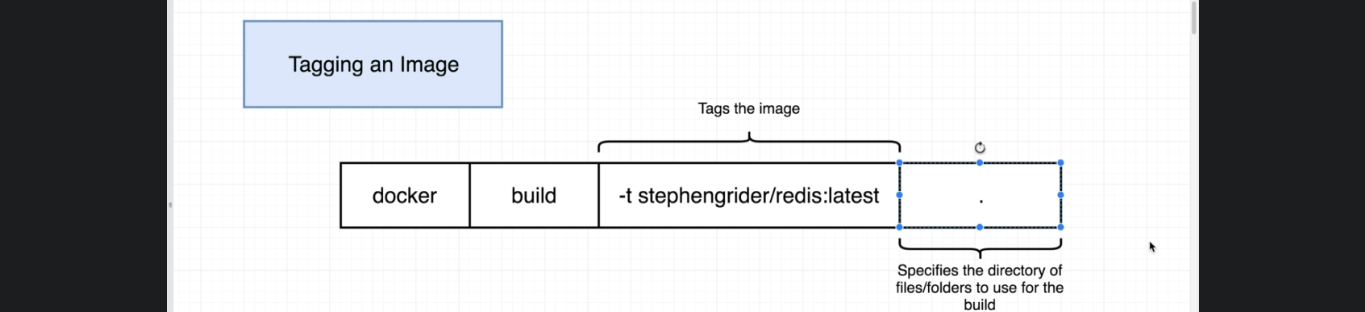 Tagging an Image
Tags the image
docker build -t stephengrider/redis:latest .
Specifies the directory of
files/folders to use for the
build